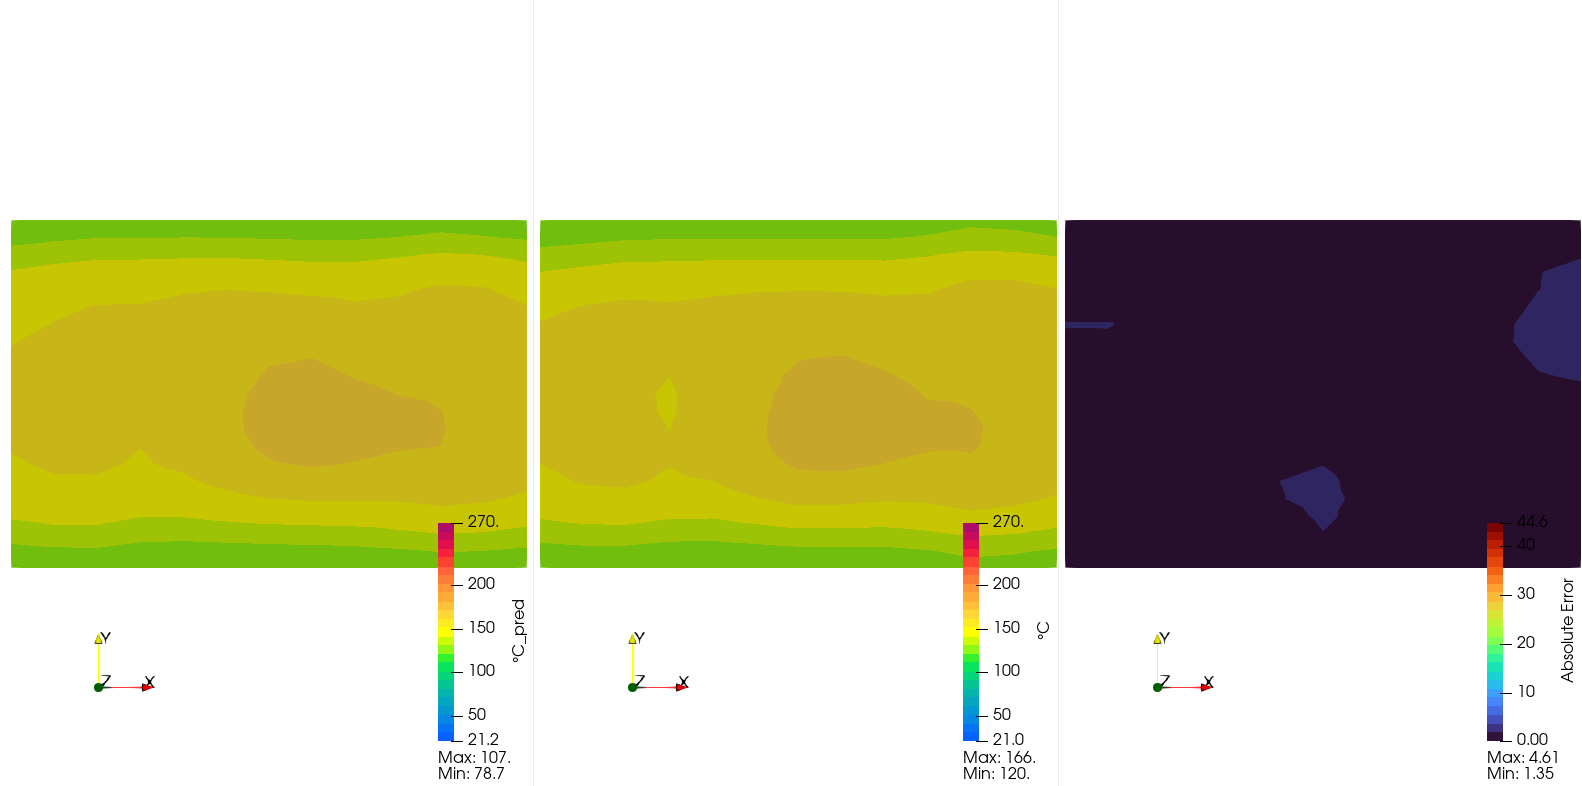 270.
200
150
100
50
21.2
°C_pred
Max: 107.
Min: 78.7
Y
Z
X
270.
200
150
100
50
21.0
°C
Max: 166.
Min: 120.
Y
Z
X
44.6
40
30
20
10
0.00
Absolute Error
Max: 4.61
Min: 1.35
Y
Z
X